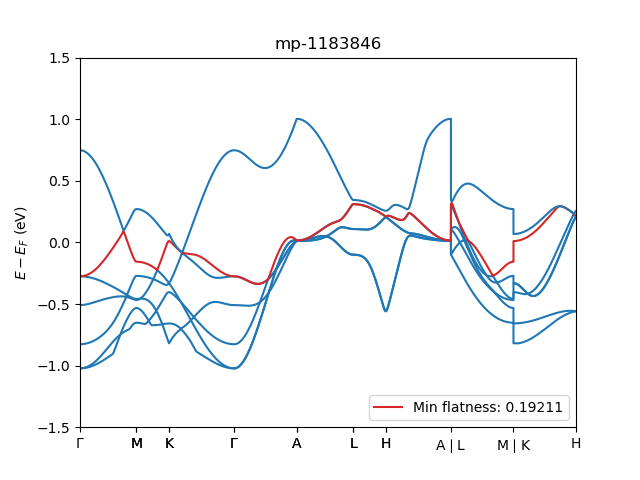 mp-1183846
E − E_F (eV)
1.5
1.0
0.5
0.0
−0.5
−1.0
−1.5
Min flatness: 0.19211
Γ M K Γ A L H A | L M | K H